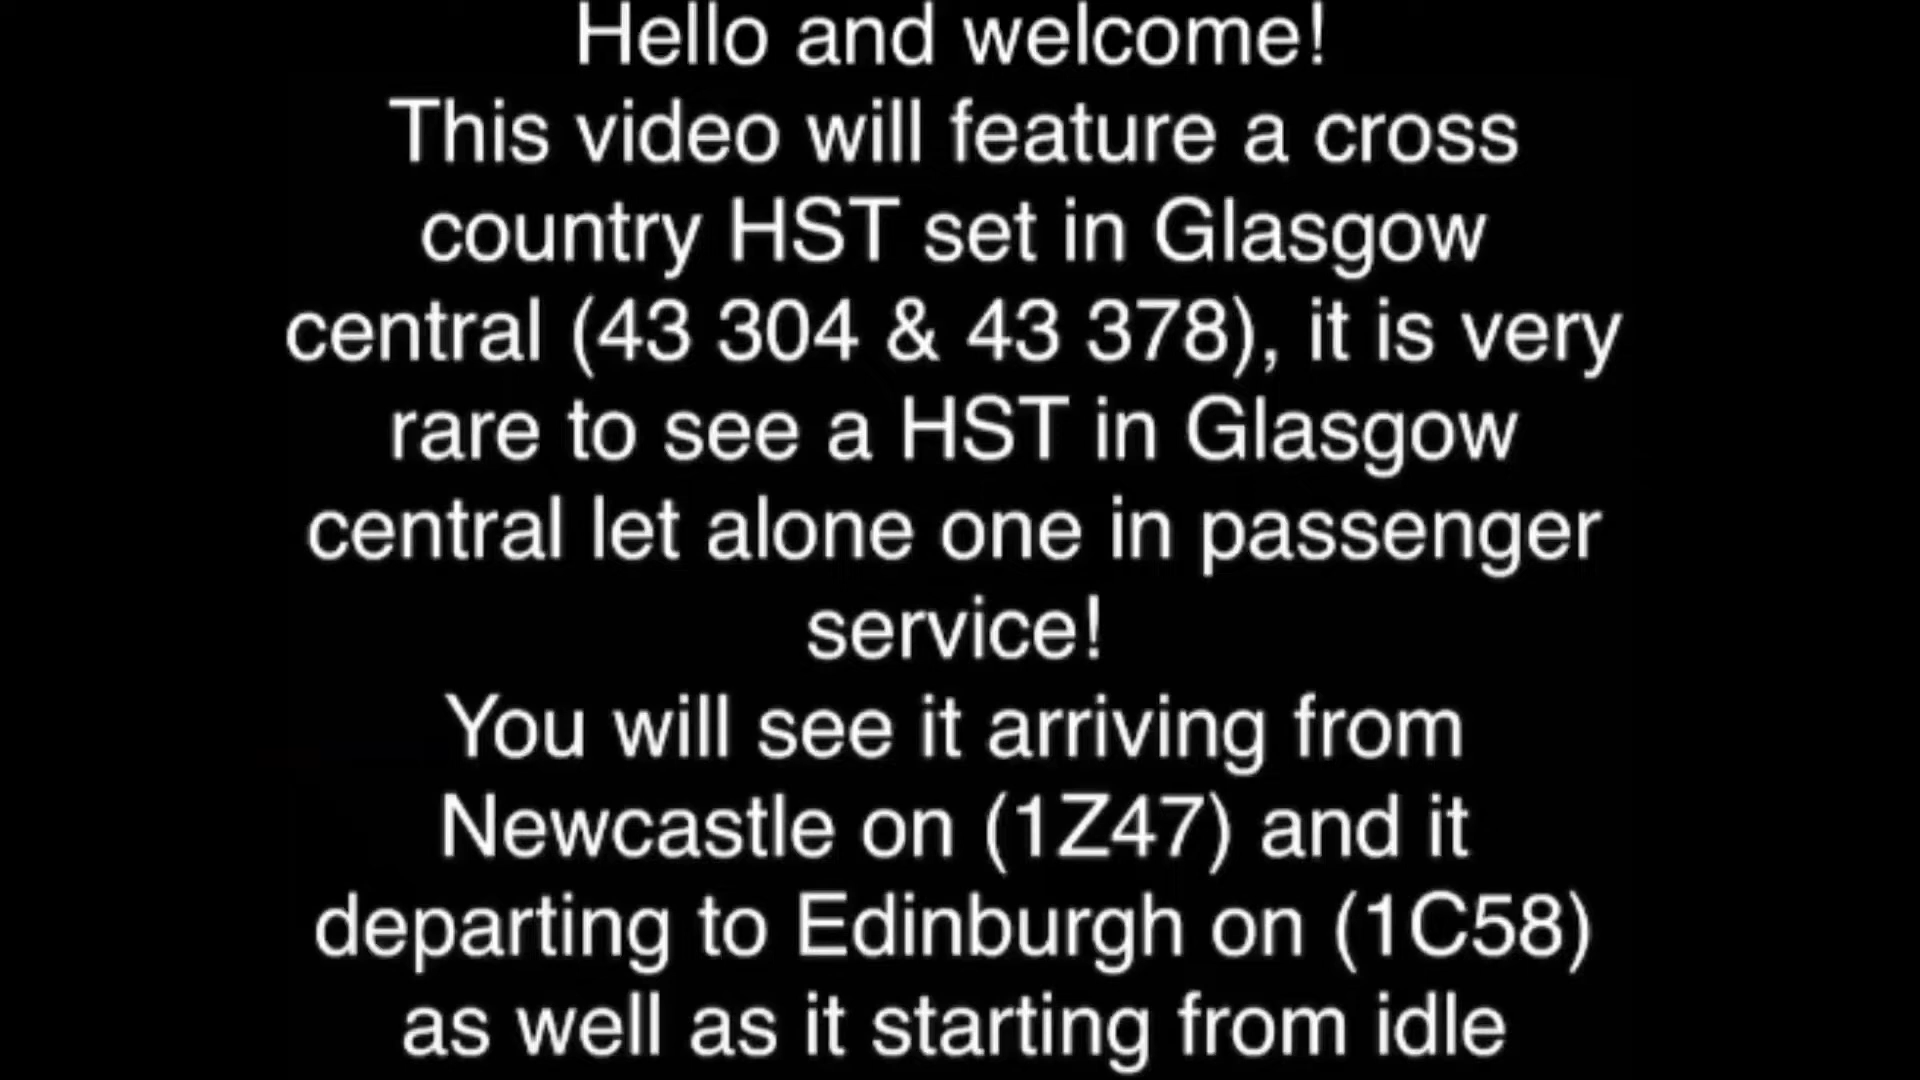 Hello and welcome!
This video will feature a cross
country HST set in Glasgow
central (43 304 & 43 378), it is very
rare to see a HST in Glasgow
central let alone one in passenger
service!
You will see it arriving from
Newcastle on (1Z47) and it
departing to Edinburgh on (1C58)
as well as it starting from idle